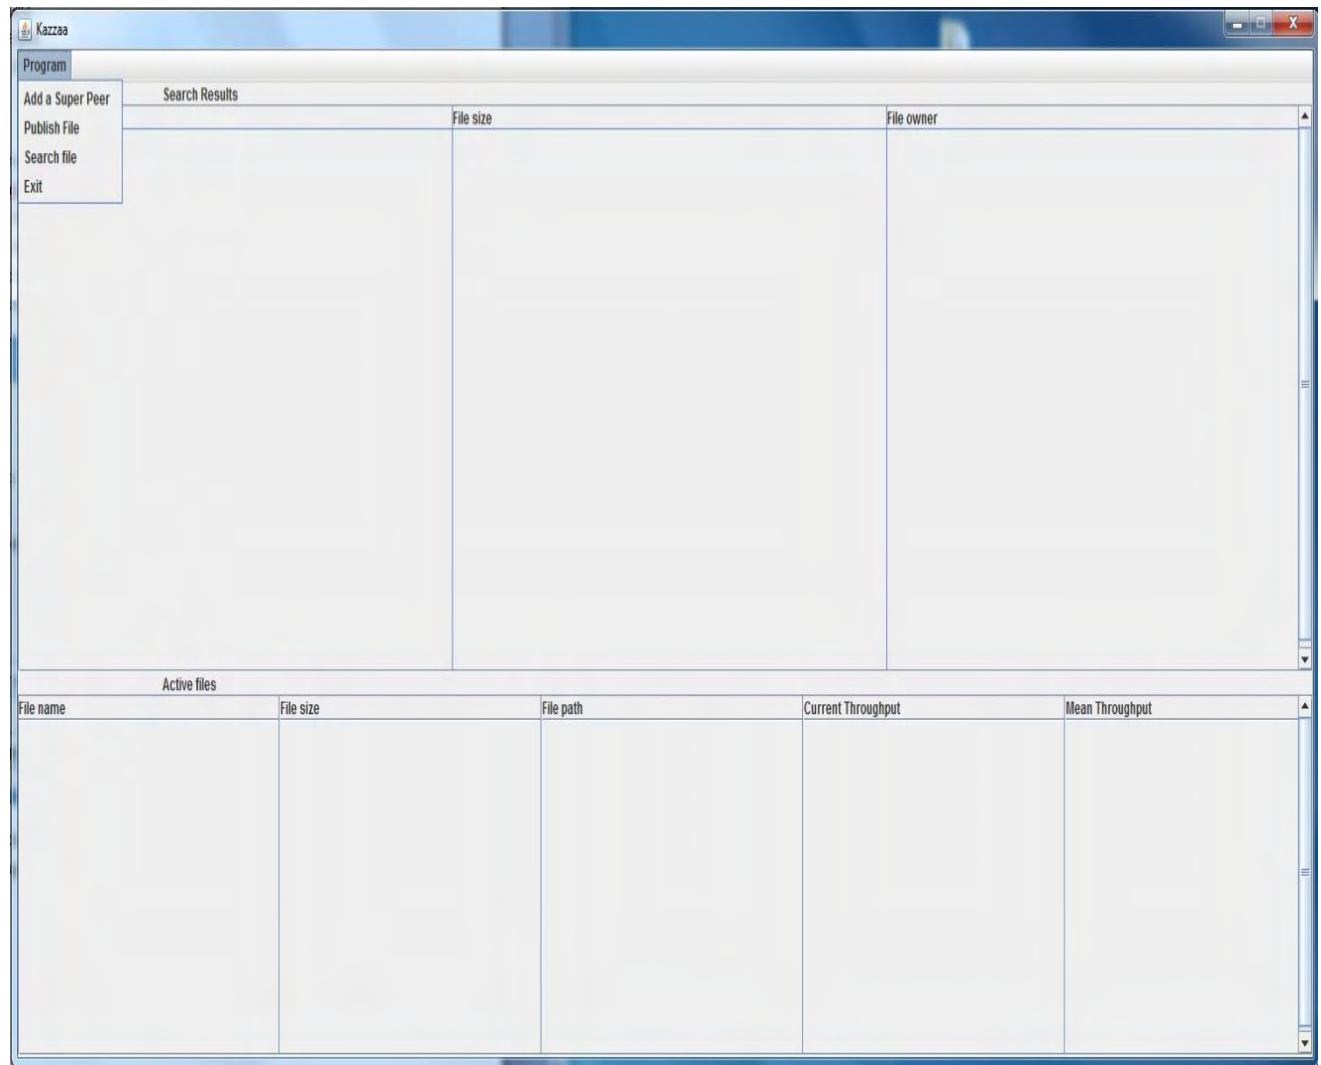 Kazzaa
Program
Add a Super Peer
Publish File
Search file
Exit
Search Results
File size File owner
Active files
File name File size File path Current Throughput Mean Throughput